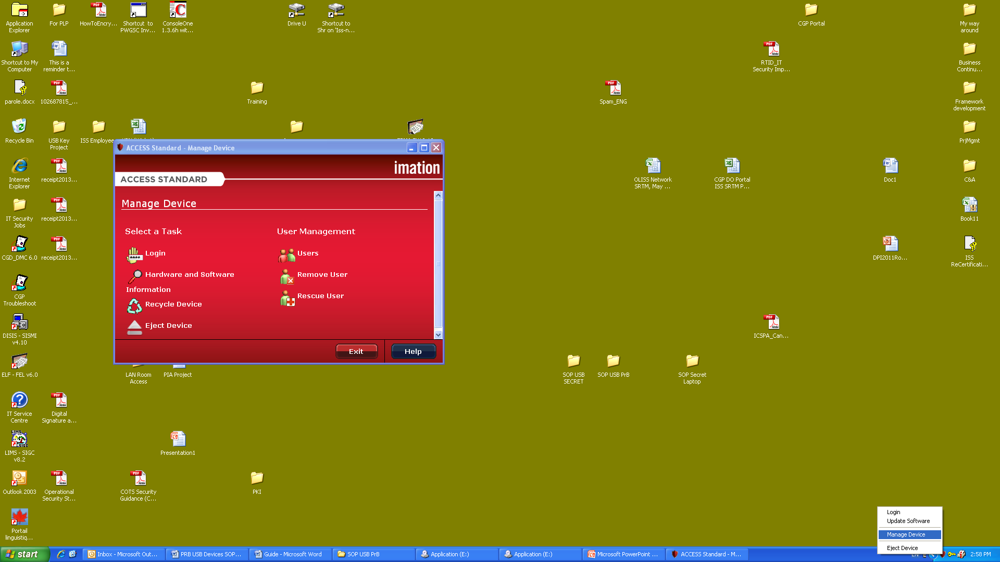 Application
Explorer
For PLP
HowToEncry...
Shortcut to
PWGSC Inv...
ConsoleOne
1.3.6h wit...
Drive U
Shortcut to
Shr on 'Iss-n...
CGP Portal
My way
around
Shortcut to My
Computer
This is a
reminder t...
RTID_IT
Security Imp...
Business
Continu...
parole.docx
102687815_...
Training
Spam_ENG
Framework
development
Recycle Bin
USB Key
Project
ISS Employee
PrjMgmt
Internet
Explorer
receipt2013...
OLISS Network
SRTM, May ...
CGP DO Portal
ISS SRTM P...
Doc1
C&A
IT Security
Jobs
receipt2013...
Book11
CGD_DMC 6.0
receipt2013...
DPI2011Ro...
ISS
ReCertificati...
CGP
Troubleshoot
DISIS - SISMI
v4.10
ICSPA_Can...
ELF - FEL v6.0
LAN Room
Access
PIA Project
SOP USB
SECRET
SOP USB PrB
SOP Secret
Laptop
IT Service
Centre
Digital
Signature a...
LIMS - SIGC
v8.2
Presentation1
Outlook 2003
Operational
Security St...
COTS Security
Guidance (C...
PKI
Portail
linguistiq...
ACCESS Standard - Manage Device
imation
ACCESS STANDARD
Manage Device
Select a Task
Login
Hardware and Software
Information
Recycle Device
Eject Device
User Management
Users
Remove User
Rescue User
Exit
Help
Login
Update Software
Manage Device
Eject Device
start
Inbox - Microsoft Out...
PRB USB Devices SOP...
Guide - Microsoft Word
SOP USB PrB
Application (E:)
Application (E:)
Microsoft PowerPoint ...
ACCESS Standard - M...
EN
2:58 PM